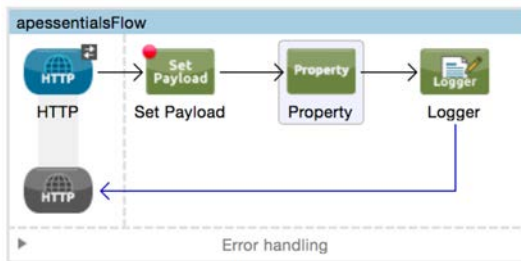 apessentialsFlow
HTTP
Set
Payload
Property
Logger
HTTP
Set Payload
Property
Logger
HTTP
Error handling